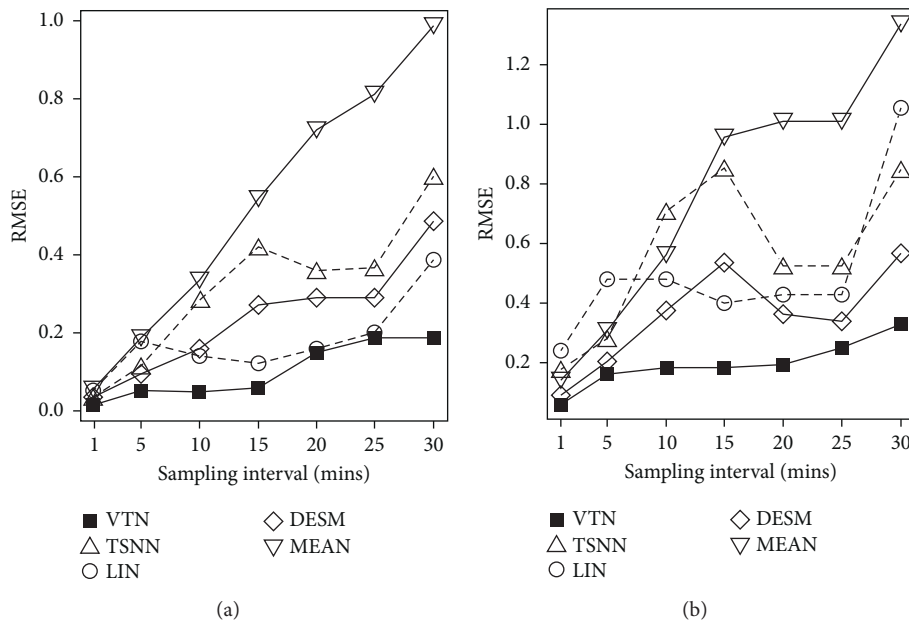 1.0
0.8
0.6
0.4
0.2
0.0
RMSE
1 5 10 15 20 25 30
Sampling interval (mins)
VTN
TSNN
LIN
DESM
MEAN
(a)
1.2
1.0
0.8
0.6
0.4
0.2
RMSE
1 5 10 15 20 25 30
Sampling interval (mins)
VTN
TSNN
LIN
DESM
MEAN
(b)